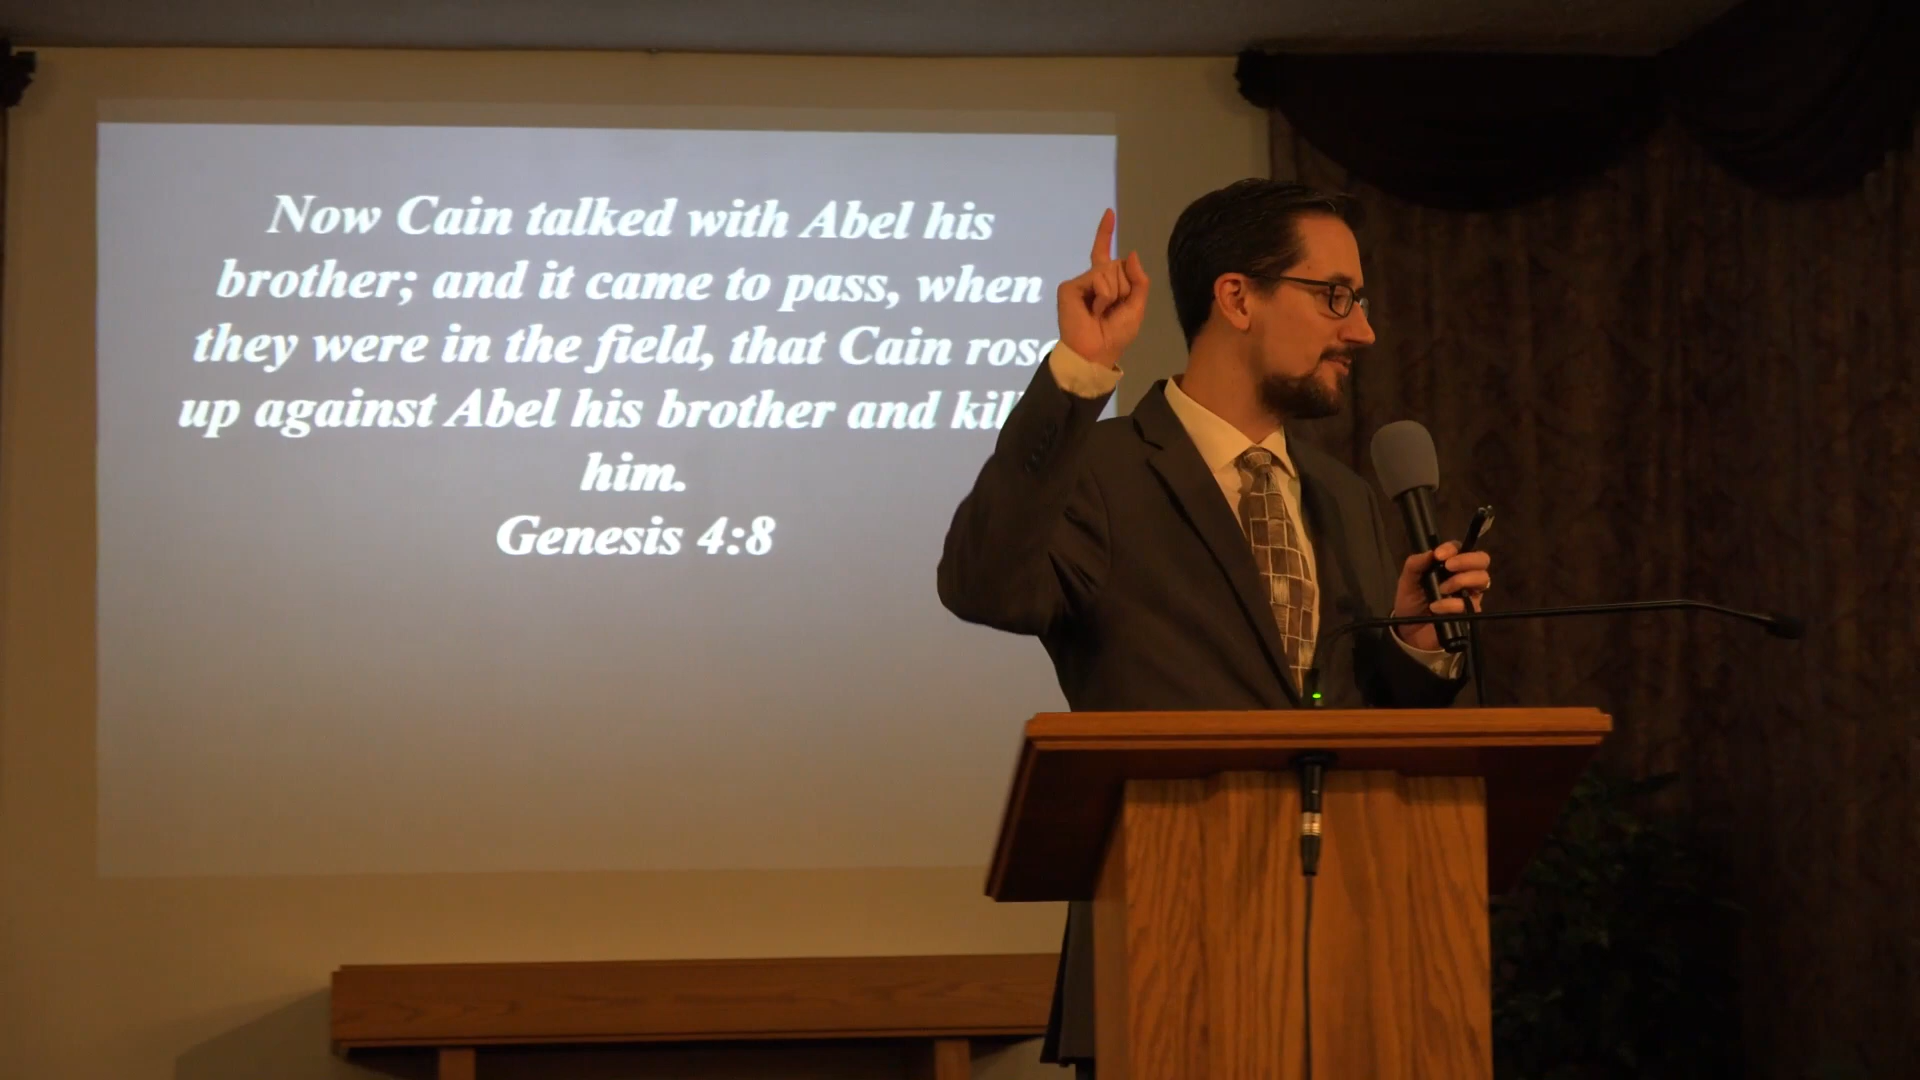 Now Cain talked with Abel his
brother; and it came to pass, when
they were in the field, that Cain rose
up against Abel his brother and
him.
Genesis 4:8